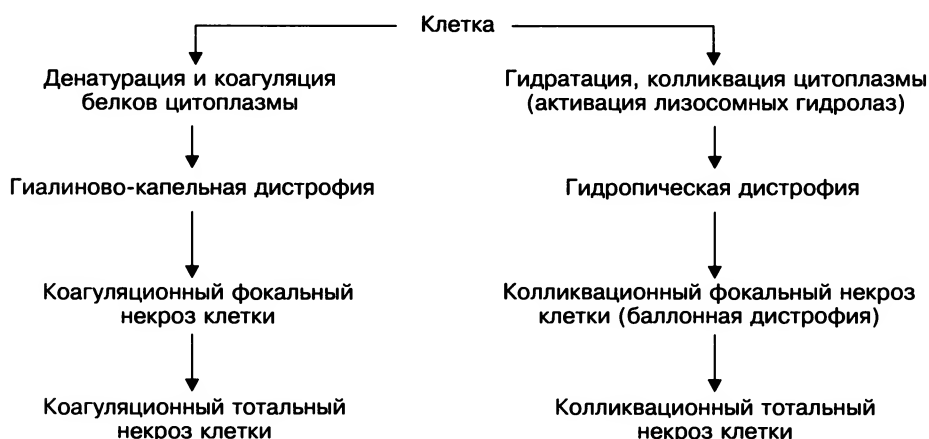 Клетка
Денатурация и коагуляция
белков цитоплазмы
Гидратация, колликвация цитоплазмы
(активация лизосомных гидролаз)
Гиалиново-капельная дистрофия
Гидропическая дистрофия
Коагуляционный фокальный
некроз клетки
Колликвационный фокальный некроз
клетки (баллонная дистрофия)
Коагуляционный тотальный
некроз клетки
Колликвационный тотальный
некроз клетки